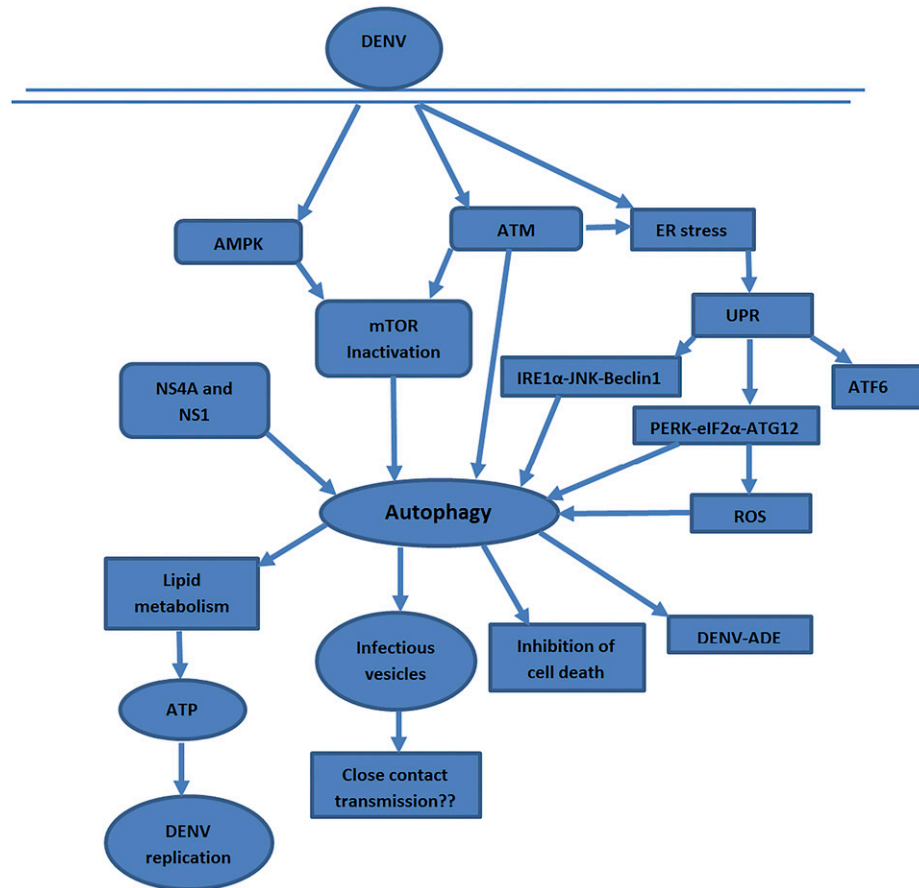 DENV
AMPK
ATM
ER stress
mTOR
Inactivation
UPR
NS4A and
NS1
IRE1α-JNK-Beclin1
ATF6
PERK-eIF2α-ATG12
Autophagy
ROS
Lipid
metabolism
Infectious
vesicles
Inhibition of
cell death
DENV-ADE
ATP
Close contact
transmission??
DENV
replication